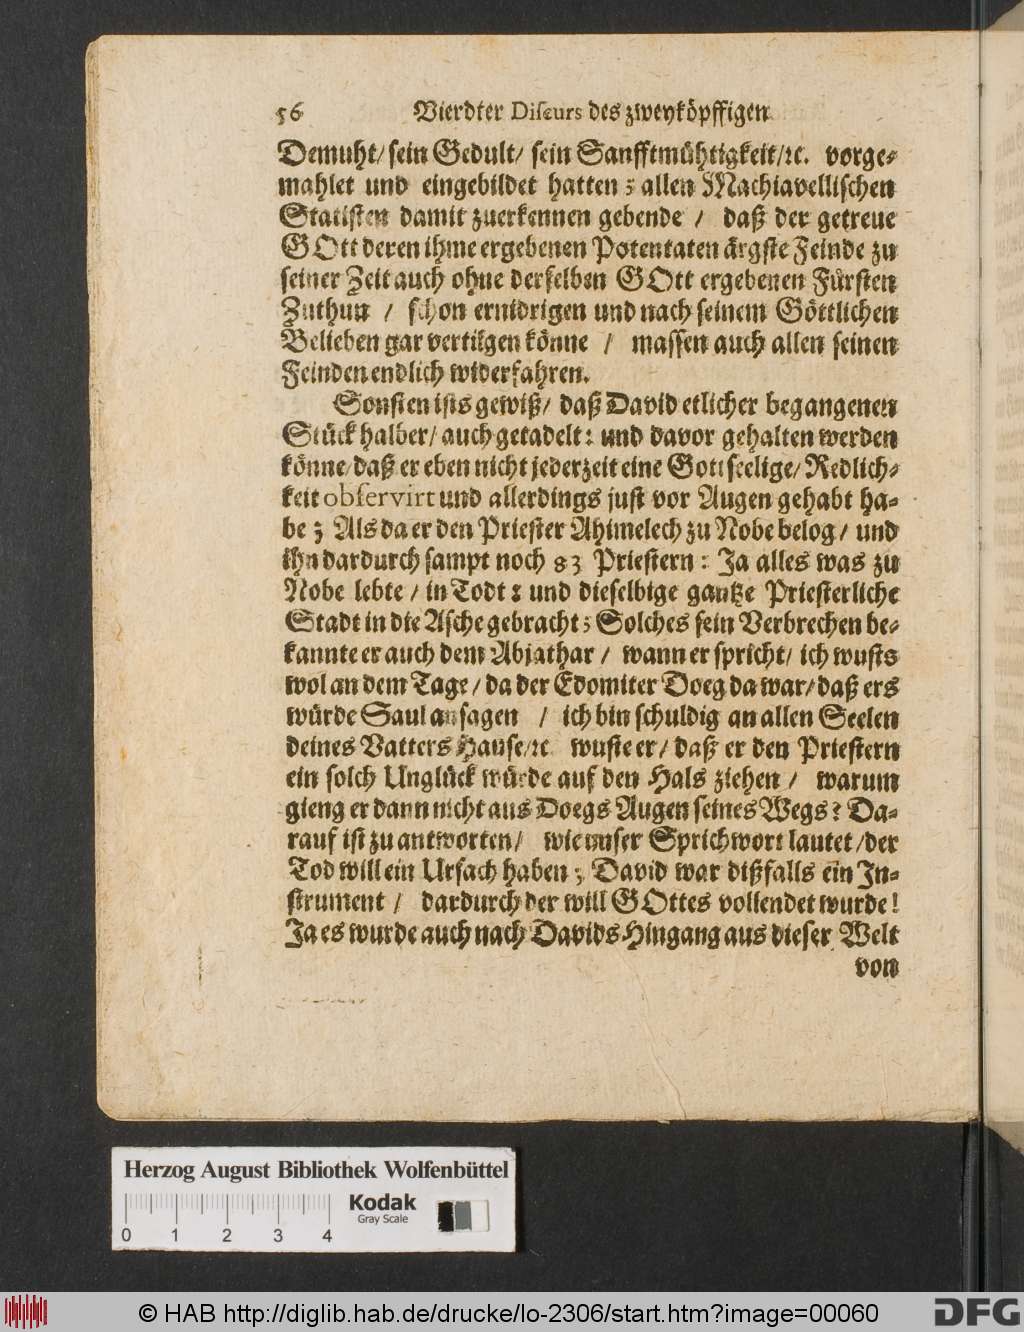 56 Vierdter Discurs des zweyköpffigen
Demuht/ sein Gedult/ sein Sanfftmühtigkeit/ꝛc. vorge-
mahlet und eingebildet hatten; allen Machiavellischen
Statisten damit zuerkennen gebende / daß der getreue
GOtt deren ihme ergebenen Potentaten ärgste Feinde zu
seiner Zeit auch ohne derselben GOtt ergebenen Fürsten
Zuthun / schon ernidrigen und nach seinem Göttlichen
Belieben gar vertilgen könne / massen auch allen seinen
Feinden endlich widerfahren.
Sonsten ists gewiß/ daß David etlicher begangenen
Stück halber/ auch getadelt: und davor gehalten werden
könne/ daß er eben nicht jederzeit eine Gottseelige/ Redlich-
keit observirt und allerdings just vor Augen gehabt ha-
be; Als da er den Priester Ahimelech zu Nobe belog/ und
ihn dardurch sampt noch 83 Priestern: Ja alles was zu
Nobe lebte/ in Todt: und dieselbige gantze Priesterliche
Stadt in die Asche gebracht; Solches sein Verbrechen be-
kannte er auch dem Abjathar / wann er spricht/ ich wusts
wol an dem Tage/ da der Edomiter Doeg da war/ daß ers
würde Saul ansagen / ich bin schuldig an allen Seelen
deines Vatters Hause/ꝛc wuste er/ daß er den Priestern
ein solch Unglück würde auf den Hals ziehen / warum
gieng er dann nicht aus Doegs Augen seines Wegs? Da-
rauf ist zu antworten/ wie unser Sprichwort lautet/ der
Tod will ein Ursach haben; David war dißfalls ein In-
strument / dardurch der will GOttes vollendet wurde!
Ja es wurde auch nach Davids Hingang aus dieser Welt
von
Herzog August Bibliothek Wolfenbüttel
Kodak
Gray Scale
0 1 2 3 4
© HAB http://diglib.hab.de/drucke/lo-2306/start.htm?image=00060
DFG